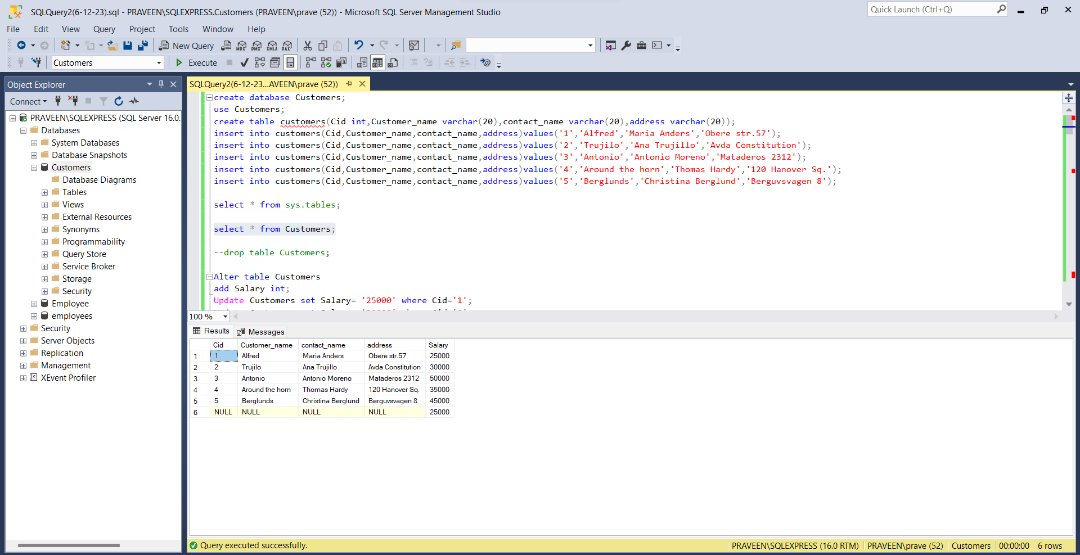 SQLQuery2(6-12-23).sql - PRAVEEN\SQLEXPRESS.Customers (PRAVEEN\prave (52)) - Microsoft SQL Server Management Studio
Quick Launch (Ctrl+Q)
File Edit View Query Project Tools Window Help
New Query
Customers
Execute
Object Explorer
SQLQuery2(6-12-23...AVEEN\prave (52))
Connect
PRAVEEN\SQLEXPRESS (SQL Server 16.0.
Databases
System Databases
Database Snapshots
Customers
Database Diagrams
Tables
Views
External Resources
Synonyms
Programmability
Query Store
Service Broker
Storage
Security
Employee
employees
Security
Server Objects
Replication
Management
XEvent Profiler
create database Customers;
use Customers;
create table customers(Cid int,Customer_name varchar(20),contact_name varchar(20),address varchar(20));
insert into customers(Cid,Customer_name,contact_name,address)values('1','Alfred','Maria Anders','Obere str.57');
insert into customers(Cid,Customer_name,contact_name,address)values('2','Trujilo','Ana Trujillo','Avda Constitution');
insert into customers(Cid,Customer_name,contact_name,address)values('3','Antonio','Antonio Moreno','Mataderos 2312');
insert into customers(Cid,Customer_name,contact_name,address)values('4','Around the horn','Thomas Hardy','120 Hanover Sq.');
insert into customers(Cid,Customer_name,contact_name,address)values('5','Berglunds','Christina Berglund','Berguvsvagen 8');
select * from sys.tables;
select * from Customers;
--drop table Customers;
Alter table Customers
add Salary int;
Update Customers set Salary= '25000' where Cid='1';
100 %
Results Messages
Cid Customer_name contact_name address Salary
1 1 Alfred Maria Anders Obere str.57 25000
2 2 Trujilo Ana Trujillo Avda Constitution 30000
3 3 Antonio Antonio Moreno Mataderos 2312 50000
4 4 Around the horn Thomas Hardy 120 Hanover Sq. 35000
5 5 Berglunds Christina Berglund Berguvsvagen 8 45000
6 NULL NULL NULL NULL 25000
Query executed successfully.
PRAVEEN\SQLEXPRESS (16.0 RTM) PRAVEEN\prave (52) Customers 00:00:00 6 rows